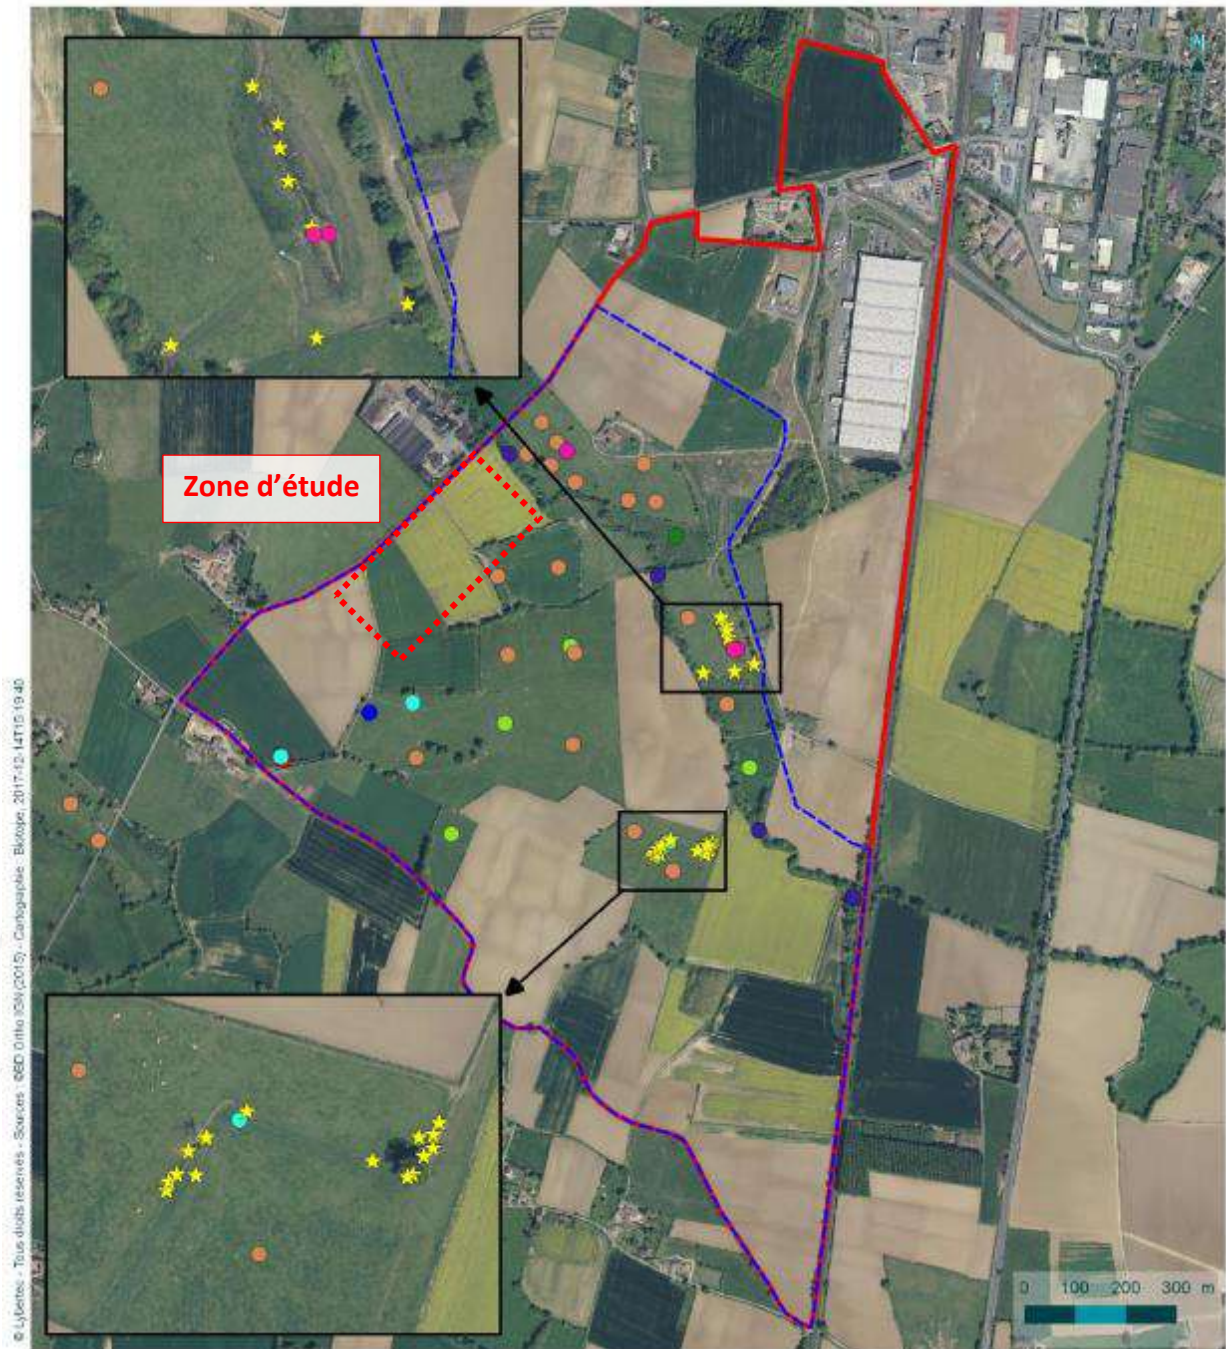 Zone d'étude
0 100 200 300 m
© Lybertec - Tous droits réservés - Sources : ©BD Ortho IGN (2015) - Cartographie : Biotope, 2017-12-14T15:19:40